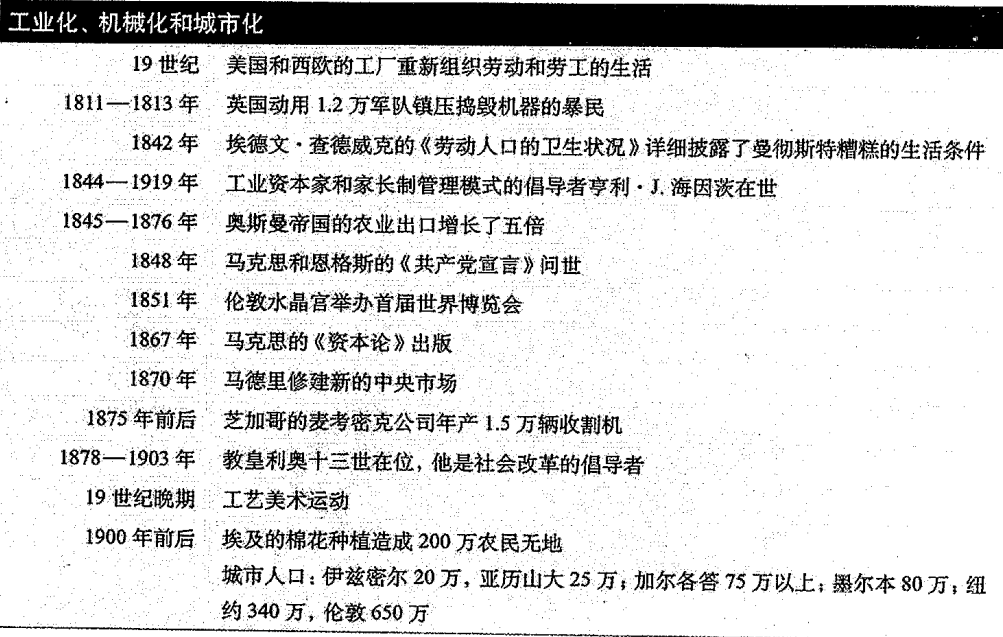 工业化、机械化和城市化
19 世纪 美国和西欧的工厂重新组织劳动和劳工的生活
1811—1813 年 英国动用 1.2 万军队镇压捣毁机器的暴民
1842 年 埃德文·查德威克的《劳动人口的卫生状况》详细披露了曼彻斯特糟糕的生活条件
1844—1919 年 工业资本家和家长制管理模式的倡导者亨利·J. 海因茨在世
1845—1876 年 奥斯曼帝国的农业出口增长了五倍
1848 年 马克思和恩格斯的《共产党宣言》问世
1851 年 伦敦水晶宫举办首届世界博览会
1867 年 马克思的《资本论》出版
1870 年 马德里修建新的中央市场
1875 年前后 芝加哥的麦考密克公司年产 1.5 万辆收割机
1878—1903 年 教皇利奥十三世在位，他是社会改革的倡导者
19 世纪晚期 工艺美术运动
1900 年前后 埃及的棉花种植造成 200 万农民无地
城市人口：伊兹密尔 20 万，亚历山大 25 万；加尔各答 75 万以上；墨尔本 80 万；纽
约 340 万，伦敦 650 万